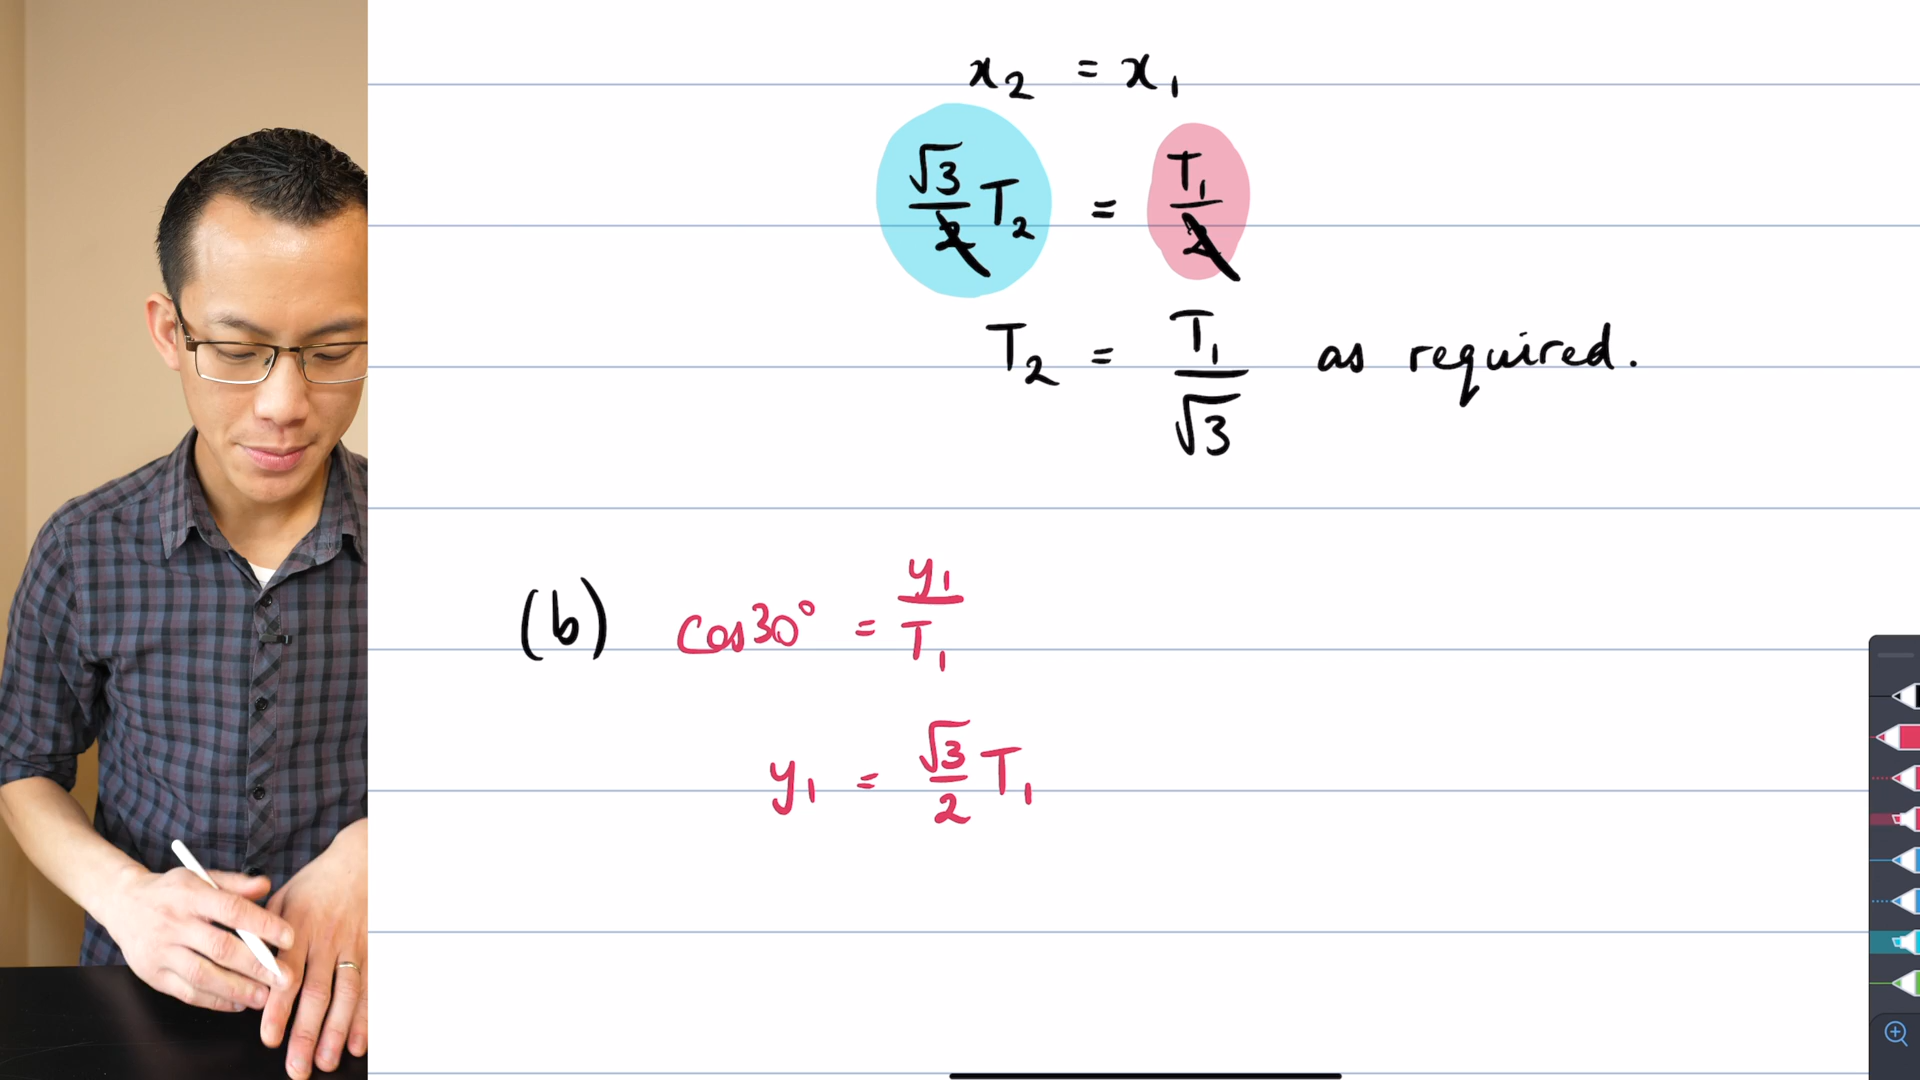 x₂ = x₁
√3/2 T₂ = T₁/2
T₂ = T₁/√3 as required.
(b) cos30° = y₁/T₁
y₁ = √3/2 T₁